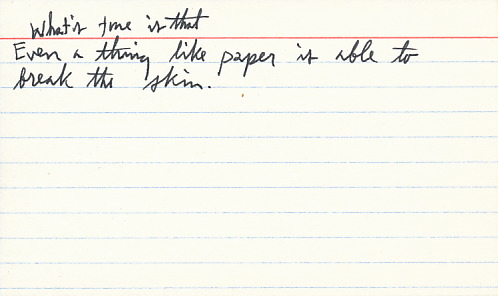 What's true is that
Even a thing like paper is able to
break the skin.